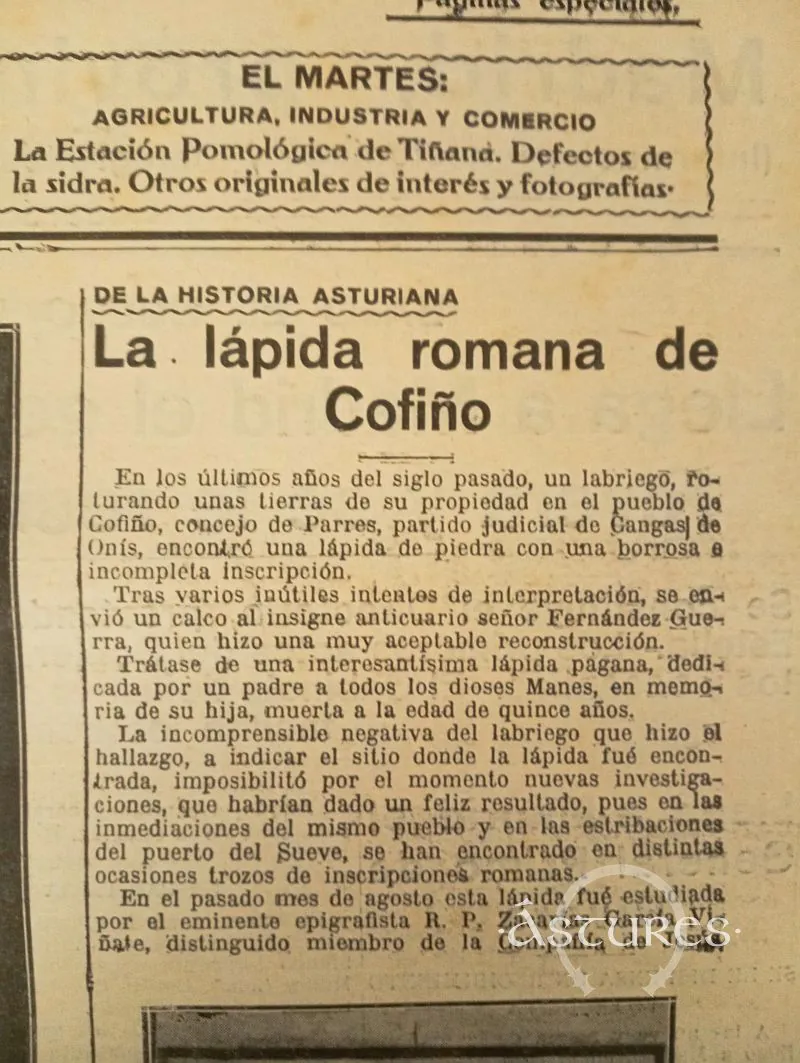 Páginas especiales.
EL MARTES:
AGRICULTURA, INDUSTRIA Y COMERCIO
La Estación Pomológica de Tiñana. Defectos de
la sidra. Otros originales de interés y fotografías.
DE LA HISTORIA ASTURIANA
La lápida romana de
Cofiño
En los últimos años del siglo pasado, un labriego, ro-
turando unas tierras de su propiedad en el pueblo de
Cofiño, concejo de Parres, partido judicial de Cangas de
Onís, encontró una lápida de piedra con una borrosa e
incompleta inscripción.
Tras varios inútiles intentos de interpretación, se en-
vió un calco al insigne anticuario señor Fernández Gue-
rra, quien hizo una muy aceptable reconstrucción.
Trátase de una interesantísima lápida pagana, dedi-
cada por un padre a todos los dioses Manes, en memo-
ria de su hija, muerta a la edad de quince años.
La incomprensible negativa del labriego que hizo el
hallazgo, a indicar el sitio donde la lápida fué encon-
trada, imposibilitó por el momento nuevas investiga-
ciones, que habrían dado un feliz resultado, pues en las
inmediaciones del mismo pueblo y en las estribaciones
del puerto del Sueve, se han encontrado en distintas
ocasiones trozos de inscripciones romanas.
En el pasado mes de agosto esta lápida fué estudiada
por el eminente epigrafista R. P. Zacarías García Vi-
ñate, distinguido miembro de la Compañía de Jesús.
·Ástures·